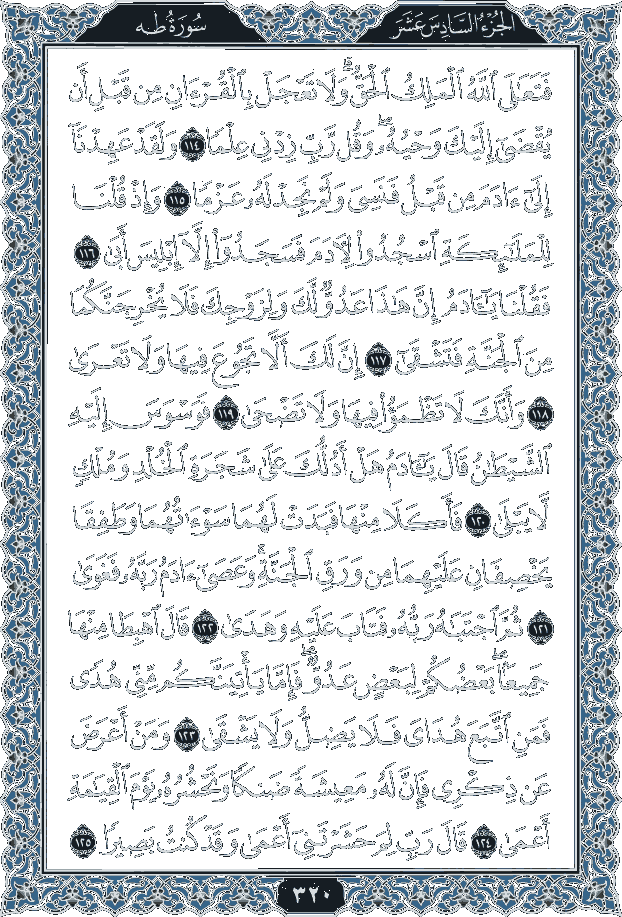 الجزء السادس عشر
سورة طه
فَتَعَٰلَى ٱللَّهُ ٱلْمَلِكُ ٱلْحَقُّ ۗ وَلَا تَعْجَلْ بِٱلْقُرْءَانِ مِن قَبْلِ أَن
يُقْضَىٰٓ إِلَيْكَ وَحْيُهُۥ ۖ وَقُل رَّبِّ زِدْنِى عِلْمًا ١١٤ وَلَقَدْ عَهِدْنَآ
إِلَىٰٓ ءَادَمَ مِن قَبْلُ فَنَسِىَ وَلَمْ نَجِدْ لَهُۥ عَزْمًا ١١٥ وَإِذْ قُلْنَا
لِلْمَلَٰٓئِكَةِ ٱسْجُدُوا۟ لِءَادَمَ فَسَجَدُوٓا۟ إِلَّآ إِبْلِيسَ أَبَىٰ ١١٦
فَقُلْنَا يَٰٓـَٔادَمُ إِنَّ هَٰذَا عَدُوٌّ لَّكَ وَلِزَوْجِكَ فَلَا يُخْرِجَنَّكُمَا
مِنَ ٱلْجَنَّةِ فَتَشْقَىٰٓ ١١٧ إِنَّ لَكَ أَلَّا تَجُوعَ فِيهَا وَلَا تَعْرَىٰ
١١٨ وَأَنَّكَ لَا تَظْمَؤُا۟ فِيهَا وَلَا تَضْحَىٰ ١١٩ فَوَسْوَسَ إِلَيْهِ
ٱلشَّيْطَٰنُ قَالَ يَٰٓـَٔادَمُ هَلْ أَدُلُّكَ عَلَىٰ شَجَرَةِ ٱلْخُلْدِ وَمُلْكٍ
لَّا يَبْلَىٰ ١٢٠ فَأَكَلَا مِنْهَا فَبَدَتْ لَهُمَا سَوْءَٰتُهُمَا وَطَفِقَا
يَخْصِفَانِ عَلَيْهِمَا مِن وَرَقِ ٱلْجَنَّةِ ۚ وَعَصَىٰٓ ءَادَمُ رَبَّهُۥ فَغَوَىٰ
١٢١ ثُمَّ ٱجْتَبَٰهُ رَبُّهُۥ فَتَابَ عَلَيْهِ وَهَدَىٰ ١٢٢ قَالَ ٱهْبِطَا مِنْهَا
جَمِيعًۢا ۖ بَعْضُكُمْ لِبَعْضٍ عَدُوٌّ ۖ فَإِمَّا يَأْتِيَنَّكُم مِّنِّى هُدًى
فَمَنِ ٱتَّبَعَ هُدَاىَ فَلَا يَضِلُّ وَلَا يَشْقَىٰ ١٢٣ وَمَنْ أَعْرَضَ
عَن ذِكْرِى فَإِنَّ لَهُۥ مَعِيشَةً ضَنكًا وَنَحْشُرُهُۥ يَوْمَ ٱلْقِيَٰمَةِ
أَعْمَىٰ ١٢٤ قَالَ رَبِّ لِمَ حَشَرْتَنِىٓ أَعْمَىٰ وَقَدْ كُنتُ بَصِيرًا ١٢٥
٣٢٠